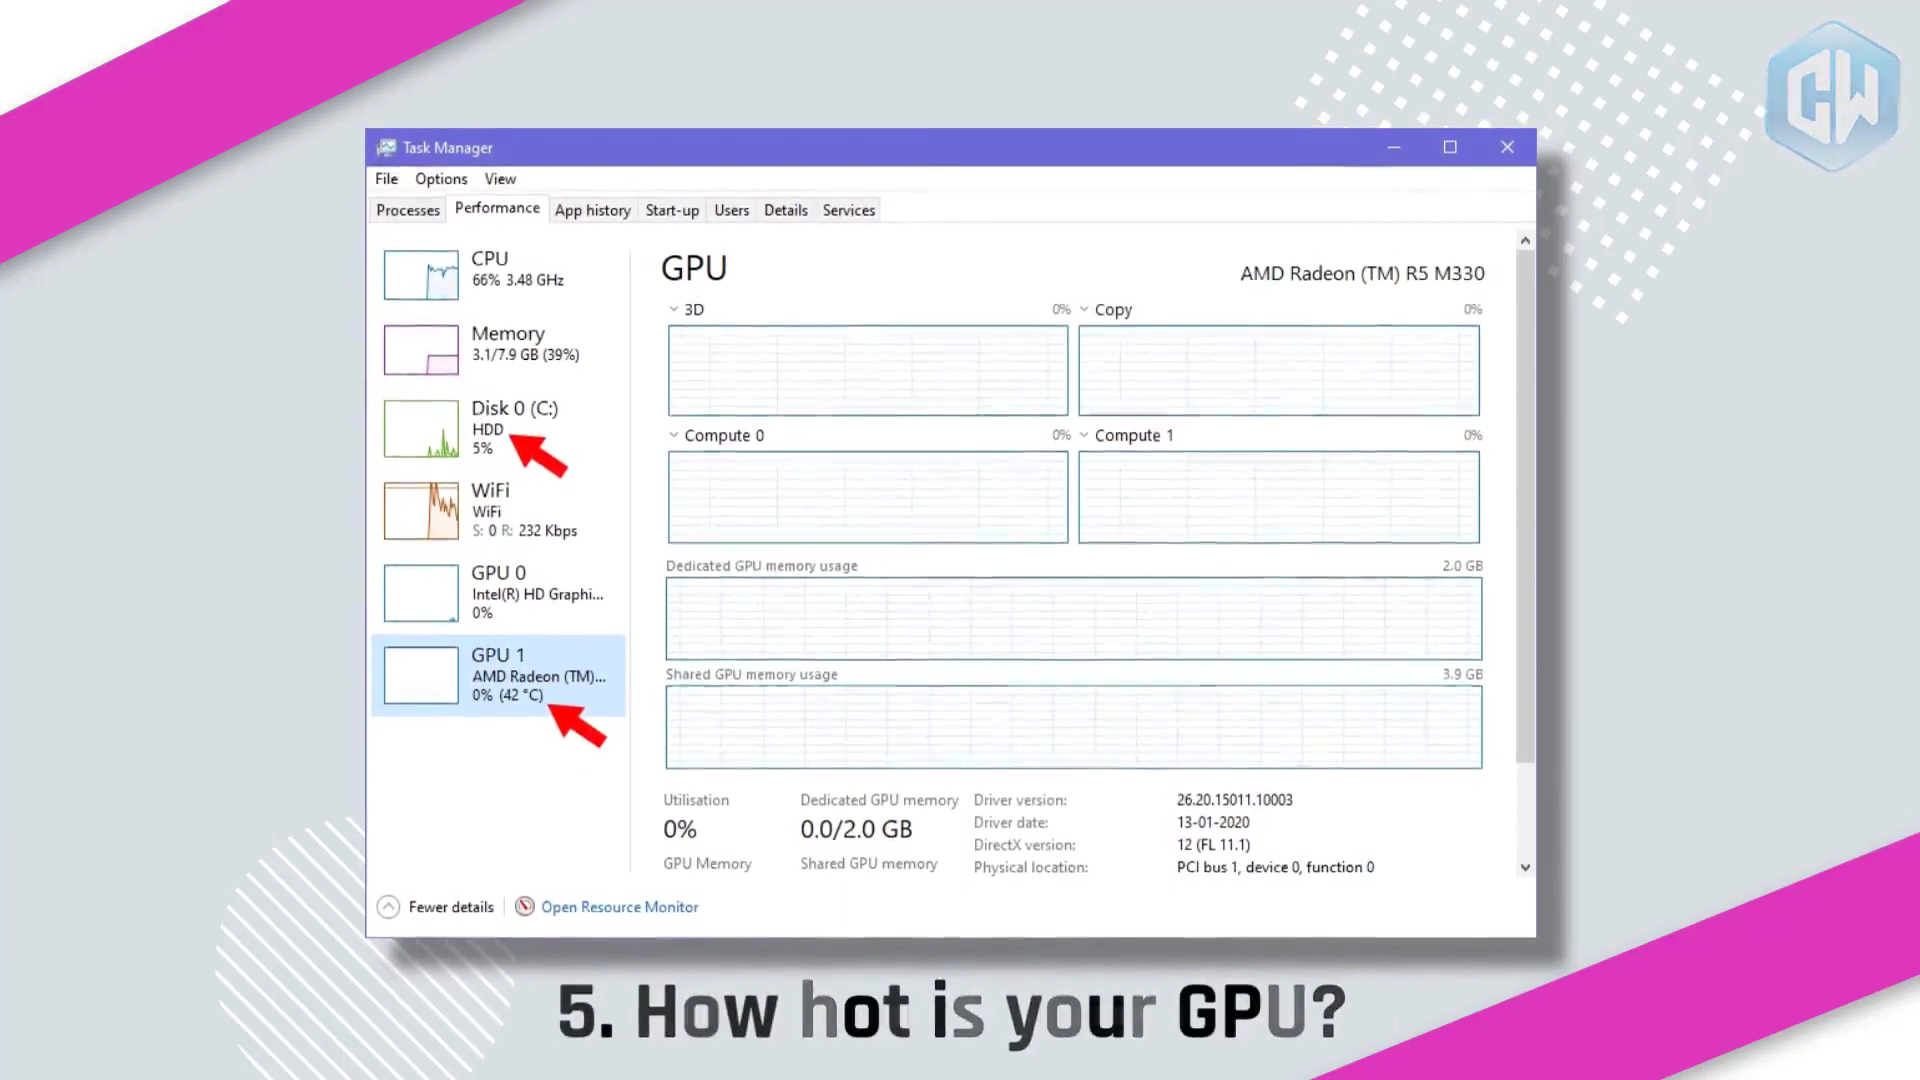 CW
Task Manager
File Options View
Processes Performance App history Start-up Users Details Services
CPU
66% 3.48 GHz
Memory
3.1/7.9 GB (39%)
Disk 0 (C:)
HDD
5%
WiFi
WiFi
S: 0 R: 232 Kbps
GPU 0
Intel(R) HD Graphi...
0%
GPU 1
AMD Radeon (TM)...
0% (42 °C)
GPU
AMD Radeon (TM) R5 M330
3D 0%
Copy 0%
Compute 0 0%
Compute 1 0%
Dedicated GPU memory usage 2.0 GB
Shared GPU memory usage 3.9 GB
Utilisation
0%
GPU Memory
Dedicated GPU memory
0.0/2.0 GB
Shared GPU memory
Driver version: 26.20.15011.10003
Driver date: 13-01-2020
DirectX version: 12 (FL 11.1)
Physical location: PCI bus 1, device 0, function 0
Fewer details Open Resource Monitor
5. How hot is your GPU?